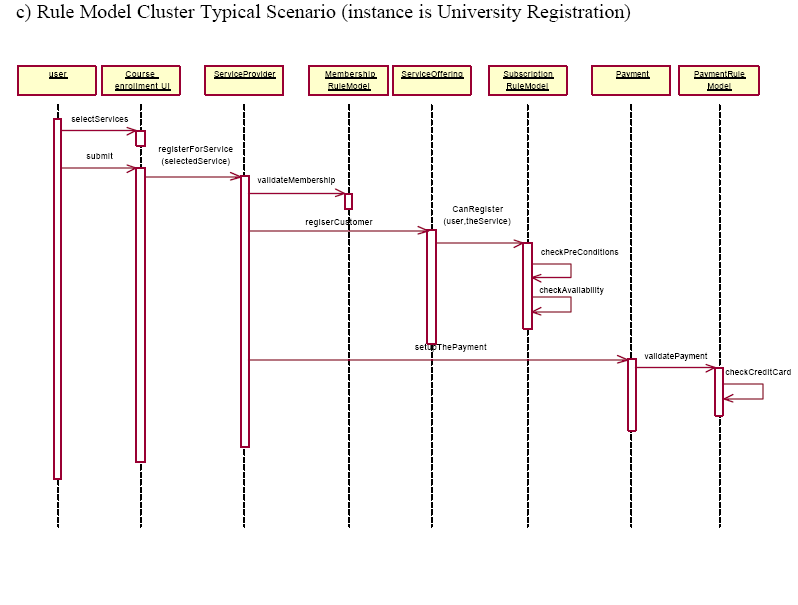 c) Rule Model Cluster Typical Scenario (instance is University Registration)
user
Course
enrollment UI
ServiceProvider
Membership
RuleModel
ServiceOffering
Subscription
RuleModel
Payment
PaymentRule
Model
selectServices
submit
registerForService
(selectedService)
validateMembership
regiserCustomer
CanRegister
(user,theService)
checkPreConditions
checkAvailability
setupThePayment
validatePayment
checkCreditCard